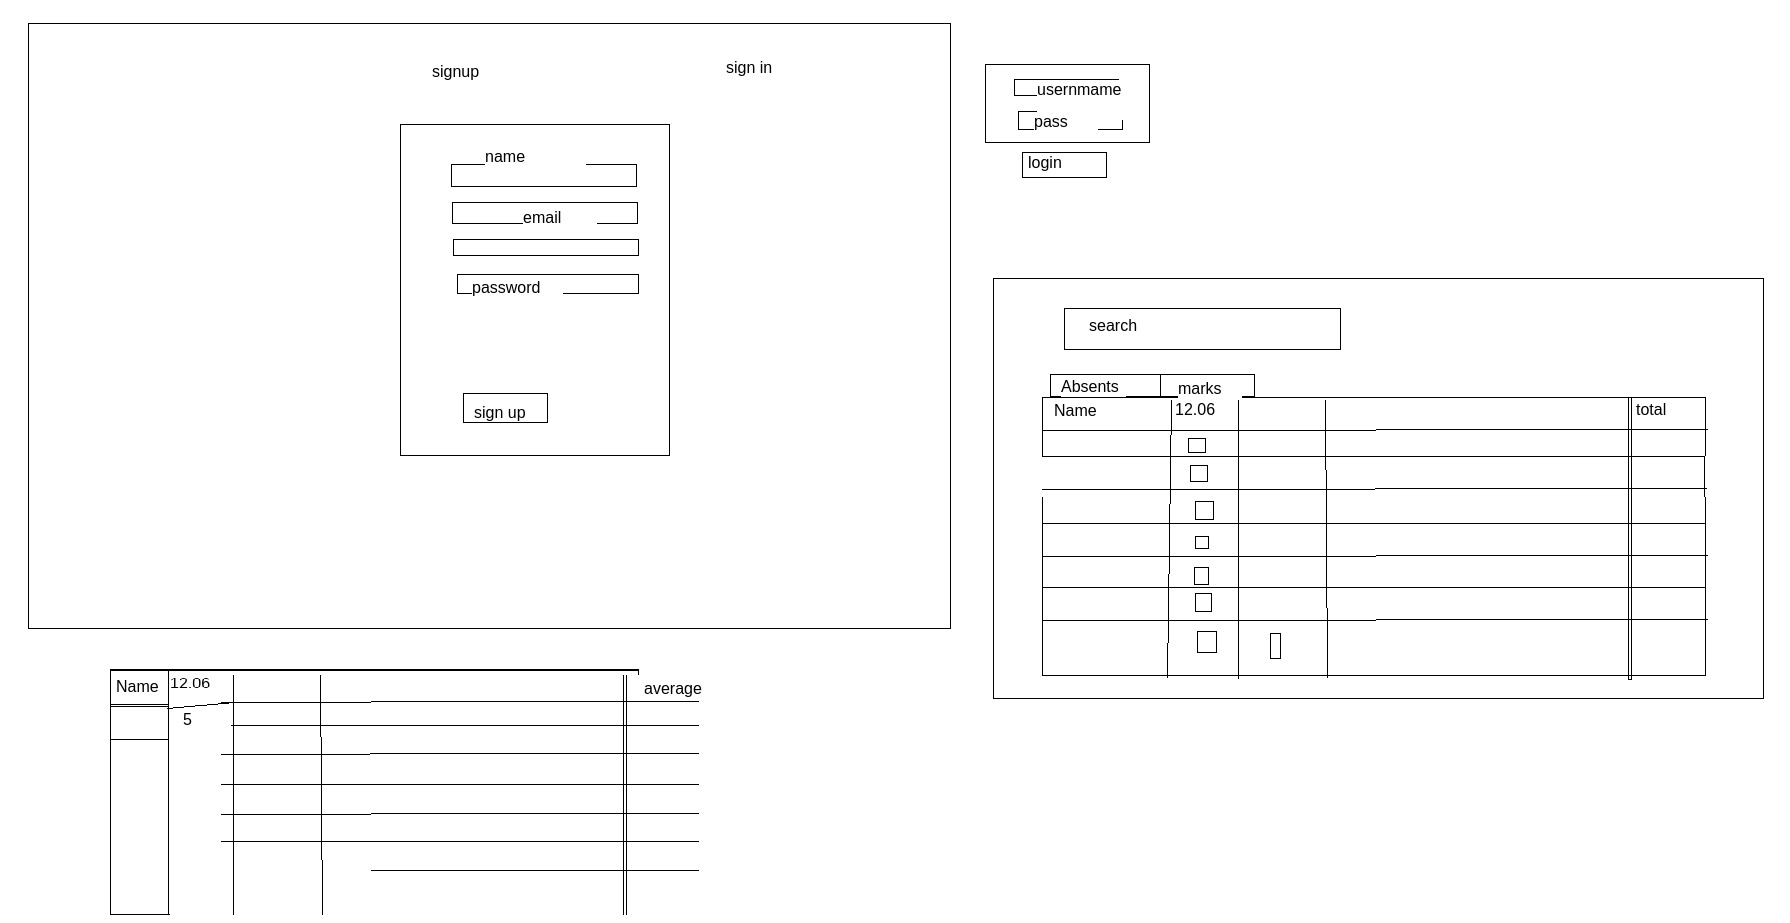 signup
sign in
name
email
password
sign up
usernmame
pass
login
search
Absents
marks
Name
12.06
total
Name
12.06
average
5